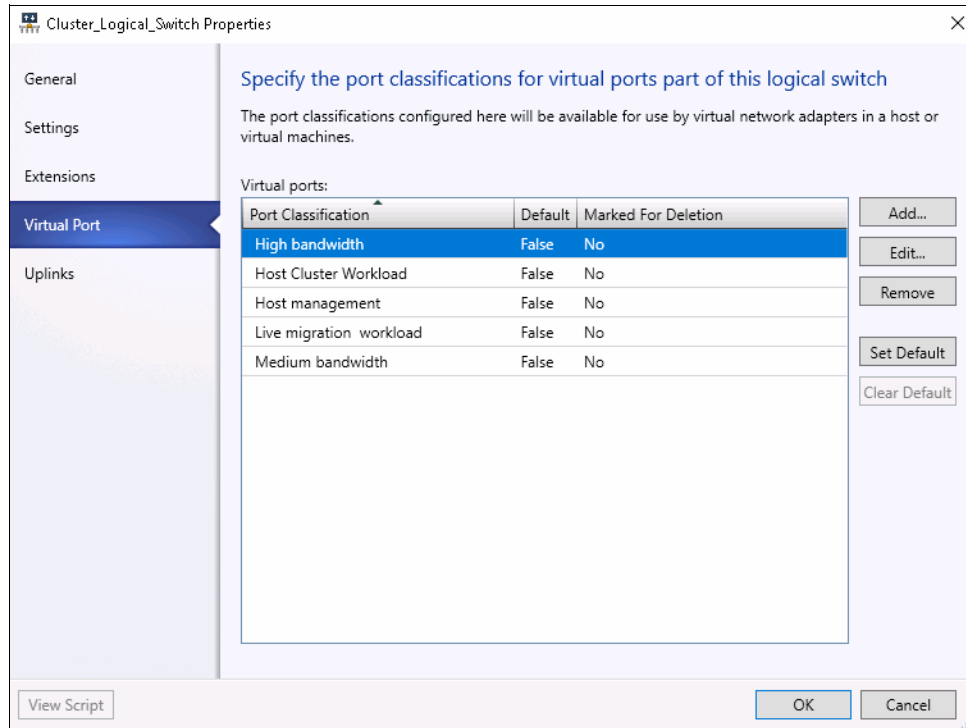 Cluster_Logical_Switch Properties
General
Settings
Extensions
Virtual Port
Uplinks
Specify the port classifications for virtual ports part of this logical switch
The port classifications configured here will be available for use by virtual network adapters in a host or
virtual machines.
Virtual ports:
Port Classification Default Marked For Deletion
High bandwidth False No
Host Cluster Workload False No
Host management False No
Live migration  workload False No
Medium bandwidth False No
Add...
Edit...
Remove
Set Default
Clear Default
View Script
OK Cancel